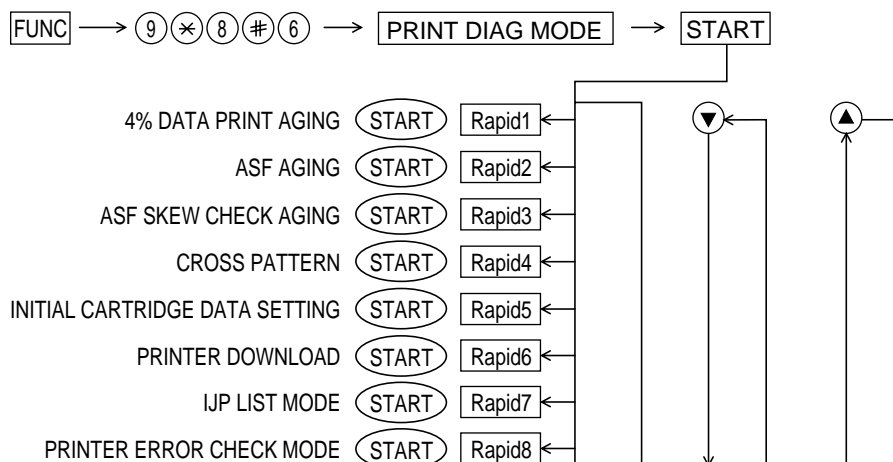 FUNC 9 * 8 # 6 PRINT DIAG MODE START
4% DATA PRINT AGING START Rapid1 ▼ ▲
ASF AGING START Rapid2
ASF SKEW CHECK AGING START Rapid3
CROSS PATTERN START Rapid4
INITIAL CARTRIDGE DATA SETTING START Rapid5
PRINTER DOWNLOAD START Rapid6
IJP LIST MODE START Rapid7
PRINTER ERROR CHECK MODE START Rapid8